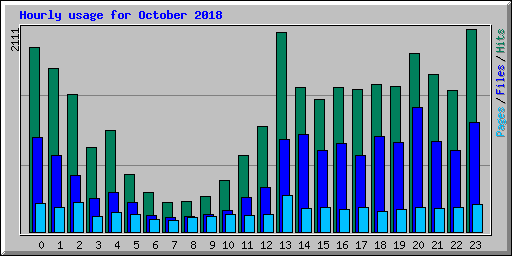 Hourly usage for October 2018
2111
Pages / Files / Hits
0 1 2 3 4 5 6 7 8 9 10 11 12 13 14 15 16 17 18 19 20 21 22 23